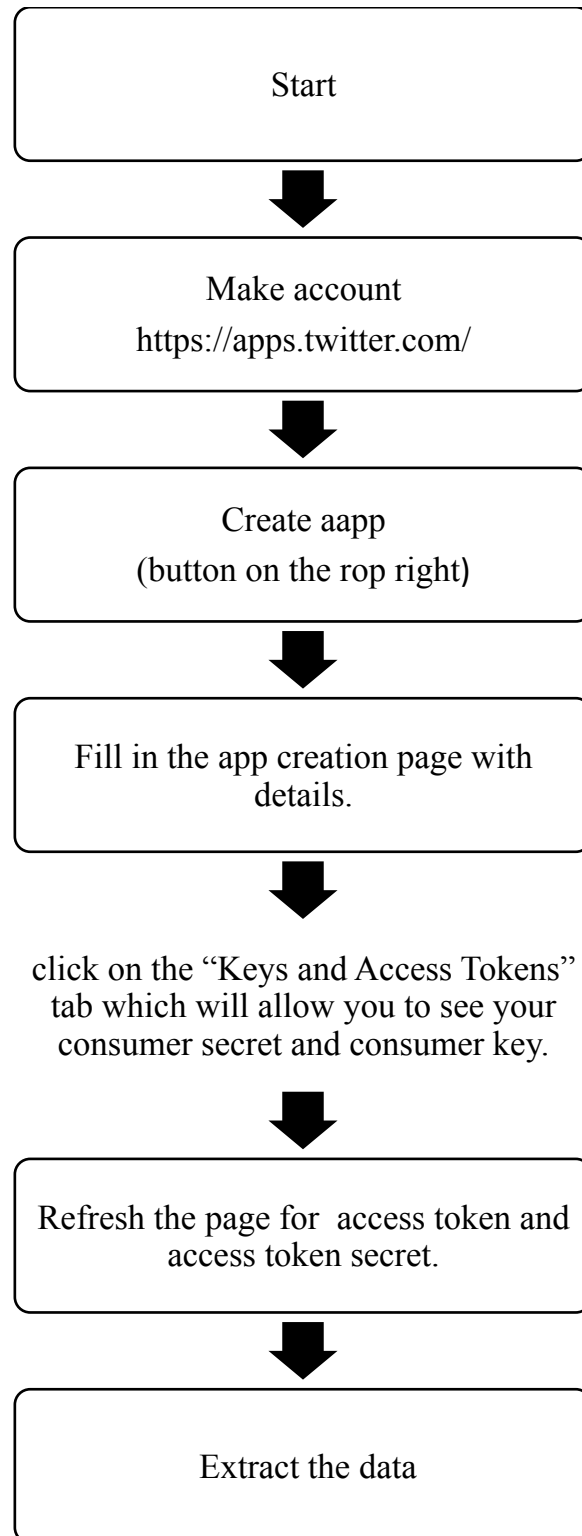 Start
Make account
https://apps.twitter.com/
Create aapp
(button on the rop right)
Fill in the app creation page with
details.
click on the “Keys and Access Tokens”
tab which will allow you to see your
consumer secret and consumer key.
Refresh the page for  access token and
access token secret.
Extract the data